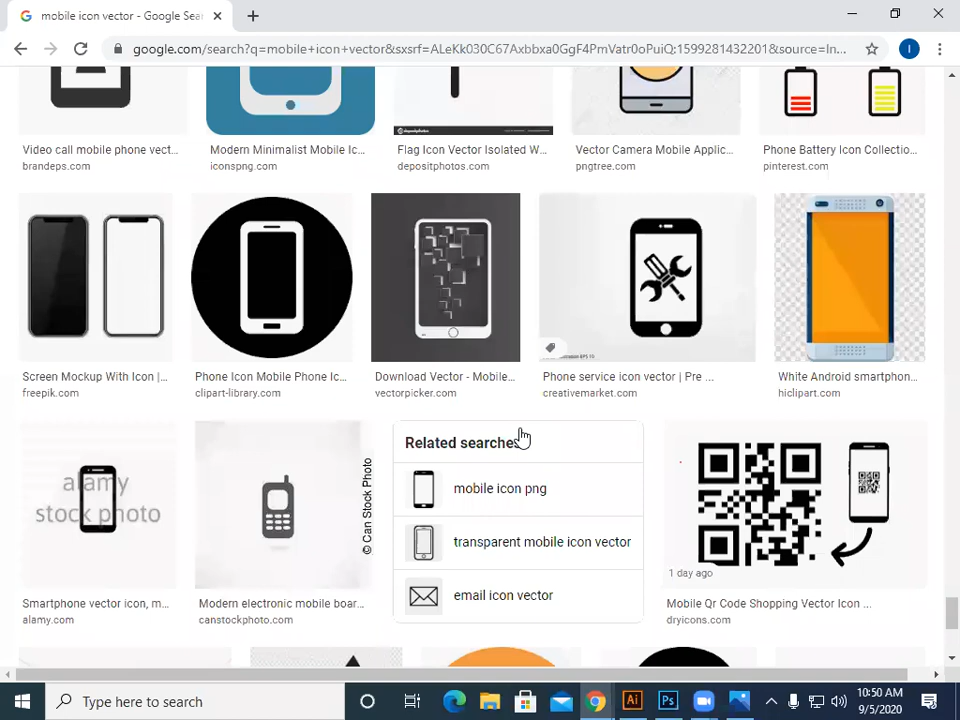 mobile icon vector - Google Sear
google.com/search?q=mobile+icon+vector&sxsrf=ALeKk030C67Axbbxa0GgF4PmVatr0oPuiQ:1599281432201&source=ln...
I
Video call mobile phone vect...
brandeps.com
Modern Minimalist Mobile Ic...
iconspng.com
depositphotos
Flag Icon Vector Isolated W...
depositphotos.com
Vector Camera Mobile Applic...
pngtree.com
Phone Battery Icon Collectio...
pinterest.com
Screen Mockup With Icon |...
freepik.com
Phone Icon Mobile Phone Ic...
clipart-library.com
Download Vector - Mobile...
vectorpicker.com
Phone service icon vector | Pre ...
creativemarket.com
White Android smartphon...
hiclipart.com
alamy
stock photo
Smartphone vector icon, m...
alamy.com
© Can Stock Photo
Modern electronic mobile boar...
canstockphoto.com
Related searches
mobile icon png
transparent mobile icon vector
email icon vector
1 day ago
Mobile Qr Code Shopping Vector Icon ...
dryicons.com
Type here to search
Ai
Ps
10:50 AM
9/5/2020